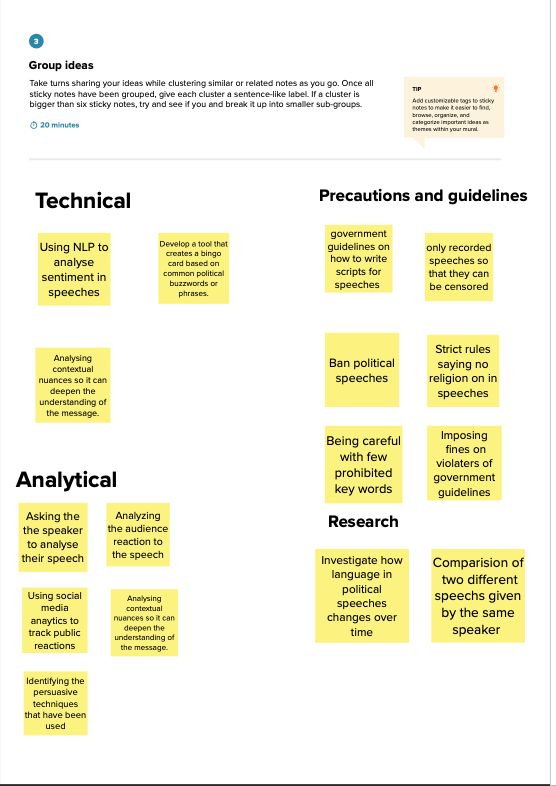 3
Group ideas
Take turns sharing your ideas while clustering similar or related notes as you go. Once all
sticky notes have been grouped, give each cluster a sentence-like label. If a cluster is
bigger than six sticky notes, try and see if you and break it up into smaller sub-groups.
20 minutes
TIP
Add customizable tags to sticky
notes to make it easier to find,
browse, organize, and
categorize important ideas as
themes within your mural.
Technical
Using NLP to
analyse
sentiment in
speeches
Develop a tool that
creates a bingo
card based on
common political
buzzwords or
phrases.
Analysing
contextual
nuances so it can
deepen the
understanding of
the message.
Precautions and guidelines
government
guidelines on
how to write
scripts for
speeches
only recorded
speeches so
that they can
be censored
Ban political
speeches
Strict rules
saying no
religion on in
speeches
Being careful
with few
prohibited
key words
Imposing
fines on
violaters of
government
guidelines
Analytical
Asking the
the speaker
to analyse
their speech
Analyzing
the audience
reaction to
the speech
Using social
media
anaytics to
track public
reactions
Analysing
contextual
nuances so it can
deepen the
understanding of
the message.
Identifying the
persuasive
techniques
that have been
used
Research
Investigate how
language in
political
speeches
changes over
time
Comparision of
two different
speechs given
by the same
speaker